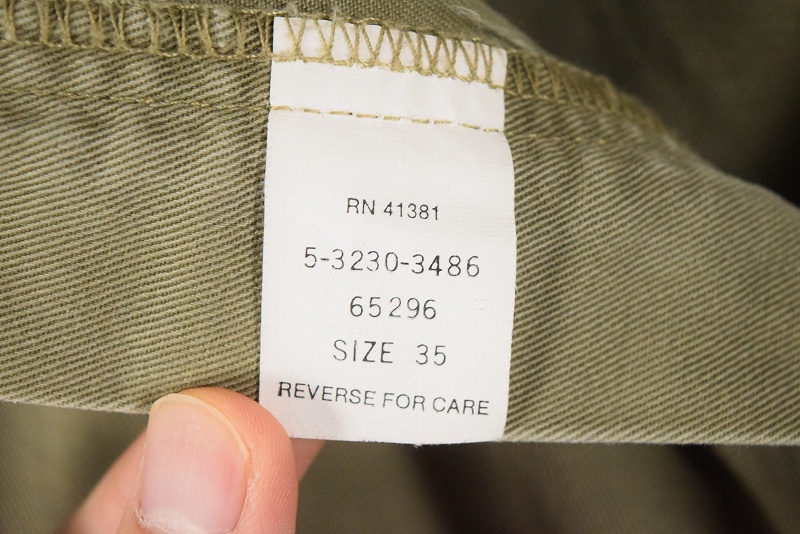 RN 41381
5-3230-3486
65296
SIZE 35
REVERSE FOR CARE